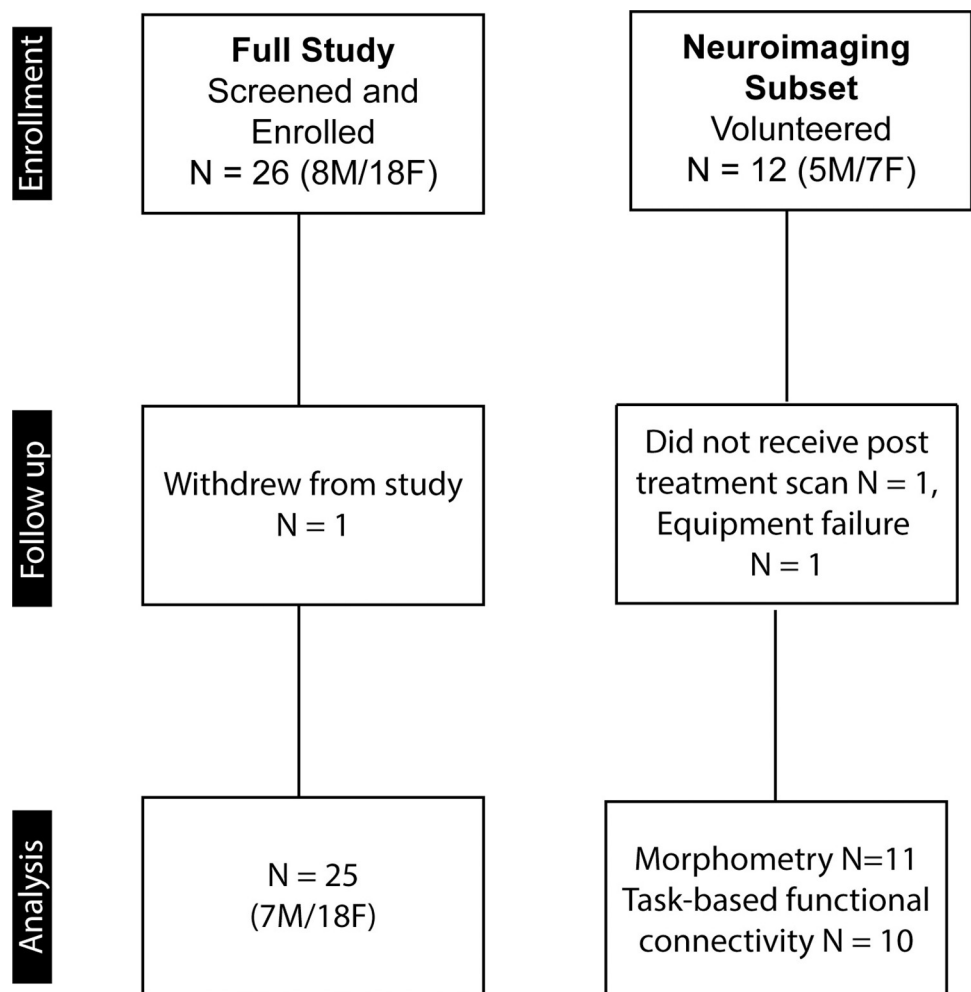 Enrollment
Full Study
Screened and
Enrolled
N = 26 (8M/18F)
Neuroimaging
Subset
Volunteered
N = 12 (5M/7F)
Follow up
Withdrew from study
N = 1
Did not receive post
treatment scan N = 1,
Equipment failure
N = 1
Analysis
N = 25
(7M/18F)
Morphometry N=11
Task-based functional
connectivity N = 10